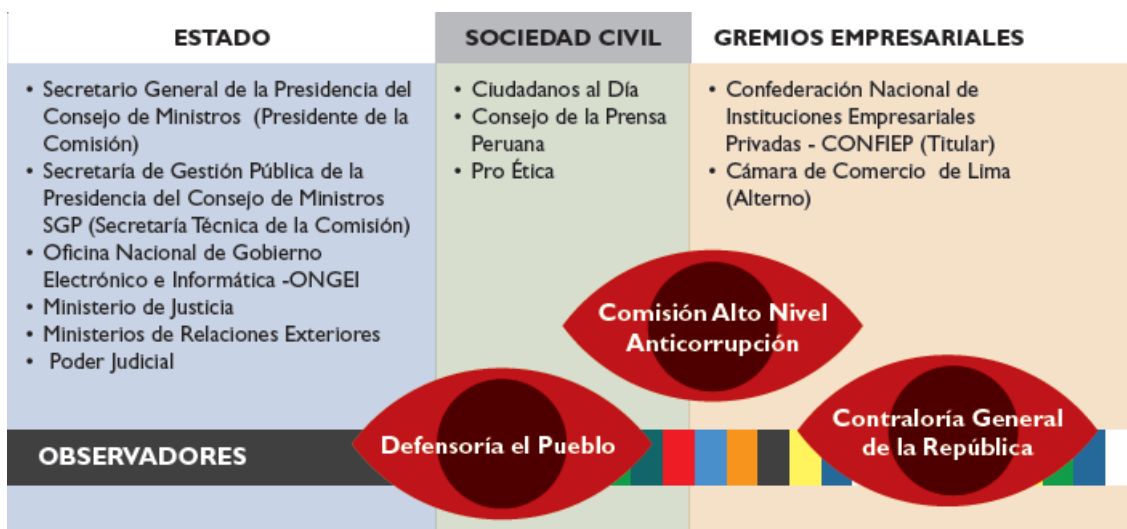 ESTADO
• Secretario General de la Presidencia del
Consejo de Ministros (Presidente de la
Comisión)
• Secretaría de Gestión Pública de la
Presidencia del Consejo de Ministros
SGP (Secretaría Técnica de la Comisión)
• Oficina Nacional de Gobierno
Electrónico e Informática -ONGEI
• Ministerio de Justicia
• Ministerios de Relaciones Exteriores
• Poder Judicial
SOCIEDAD CIVIL
• Ciudadanos al Día
• Consejo de la Prensa
Peruana
• Pro Ética
GREMIOS EMPRESARIALES
• Confederación Nacional de
Instituciones Empresariales
Privadas - CONFIEP (Titular)
• Cámara de Comercio de Lima
(Alterno)
Comisión Alto Nivel
Anticorrupción
OBSERVADORES
Defensoría el Pueblo
Contraloría General
de la República